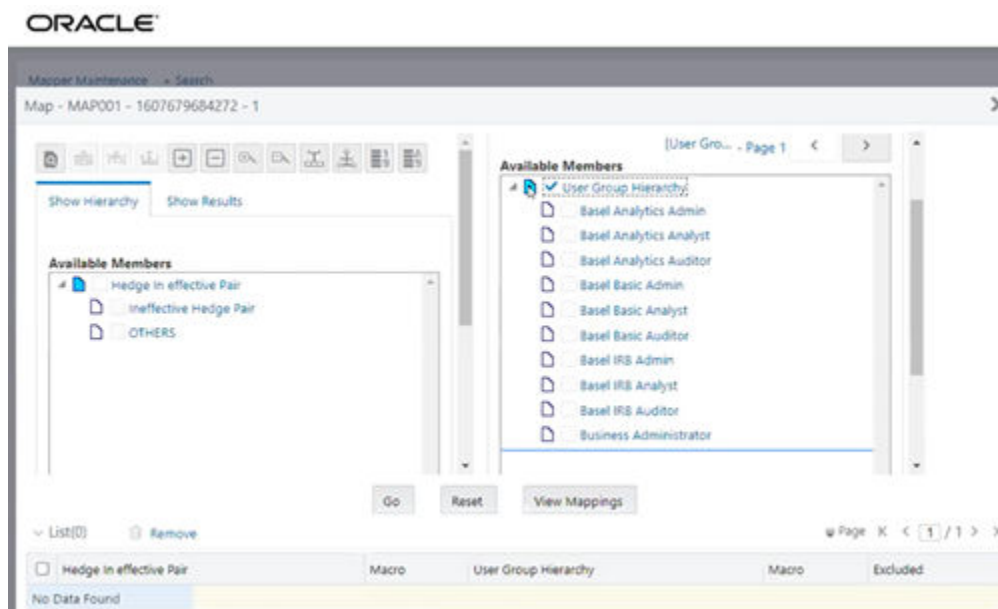 ORACLE
Mapper Maintenance » Search
Map - MAP001 - 1607679684272 - 1
[User Gro... . Page 1
Available Members
User Group Hierarchy
Basel Analytics Admin
Basel Analytics Analyst
Basel Analytics Auditor
Basel Basic Admin
Basel Basic Analyst
Basel Basic Auditor
Basel IRB Admin
Basel IRB Analyst
Basel IRB Auditor
Business Administrator
Show Hierarchy Show Results
Available Members
Hedge In effective Pair
Ineffective Hedge Pair
OTHERS
Go Reset View Mappings
List(0) Remove Page 1 / 1
Hedge In effective Pair Macro User Group Hierarchy Macro Excluded
No Data Found